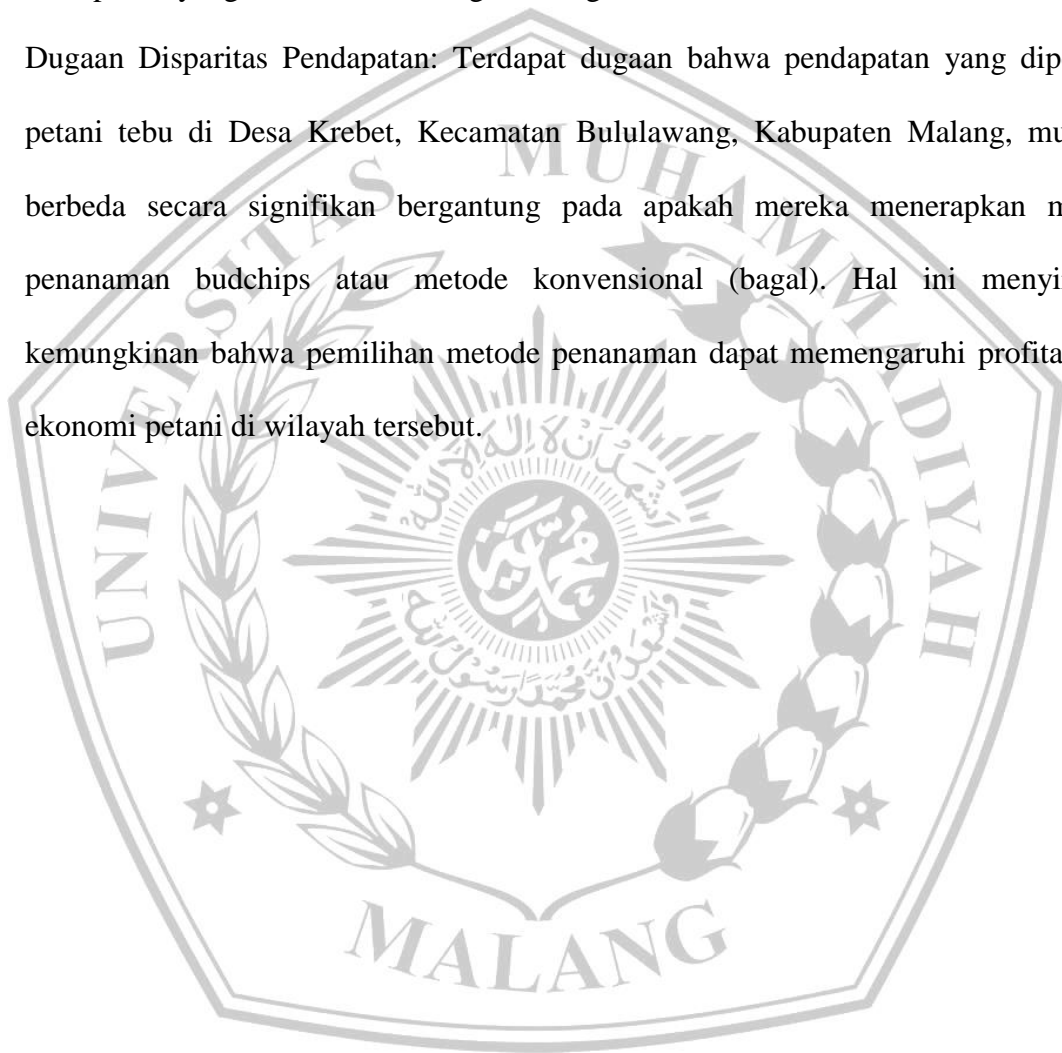 Dugaan Disparitas Pendapatan: Terdapat dugaan bahwa pendapatan yang dip
petani tebu di Desa Krebet, Kecamatan Bululawang, Kabupaten Malang, mu
berbeda secara signifikan bergantung pada apakah mereka menerapkan m
penanaman budchips atau metode konvensional (bagal). Hal ini menyi
kemungkinan bahwa pemilihan metode penanaman dapat memengaruhi profita
ekonomi petani di wilayah tersebut.
UNIVERSITAS MUHAMMADIYAH
MALANG